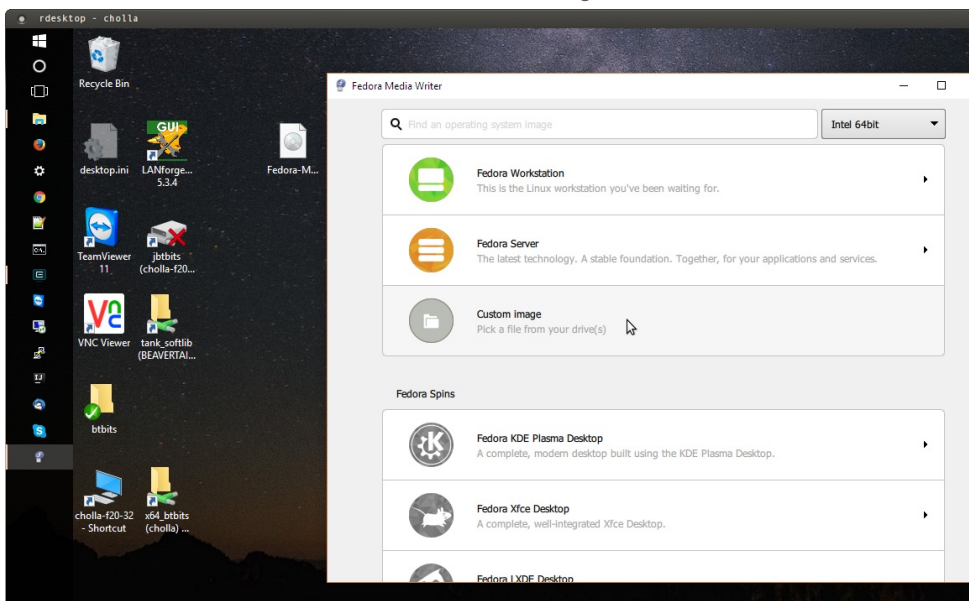 rdesktop - cholla
Recycle Bin
desktop.ini
GUI
LANforge...
5.3.4
Fedora-M...
TeamViewer
11
jbtbits
(cholla-f20...
VNC Viewer
tank_softlib
(BEAVERTAI...
btbits
cholla-f20-32
- Shortcut
x64_btbits
(cholla) ...
Fedora Media Writer
Find an operating system image
Intel 64bit
Fedora Workstation
This is the Linux workstation you've been waiting for.
Fedora Server
The latest technology. A stable foundation. Together, for your applications and services.
Custom image
Pick a file from your drive(s)
Fedora Spins
Fedora KDE Plasma Desktop
A complete, modern desktop built using the KDE Plasma Desktop.
Fedora Xfce Desktop
A complete, well-integrated Xfce Desktop.
Fedora LXDE Desktop